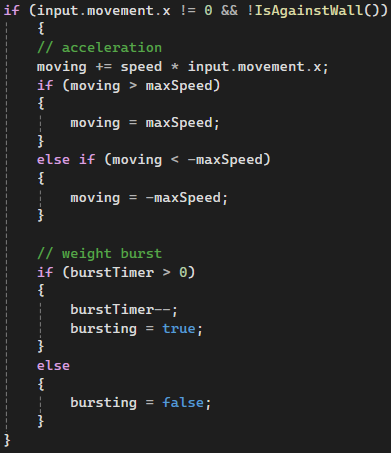 if (input.movement.x != 0 && !IsAgainstWall())
{
// acceleration
moving += speed * input.movement.x;
if (moving > maxSpeed)
{
moving = maxSpeed;
}
else if (moving < -maxSpeed)
{
moving = -maxSpeed;
}
// weight burst
if (burstTimer > 0)
{
burstTimer--;
bursting = true;
}
else
{
bursting = false;
}
}